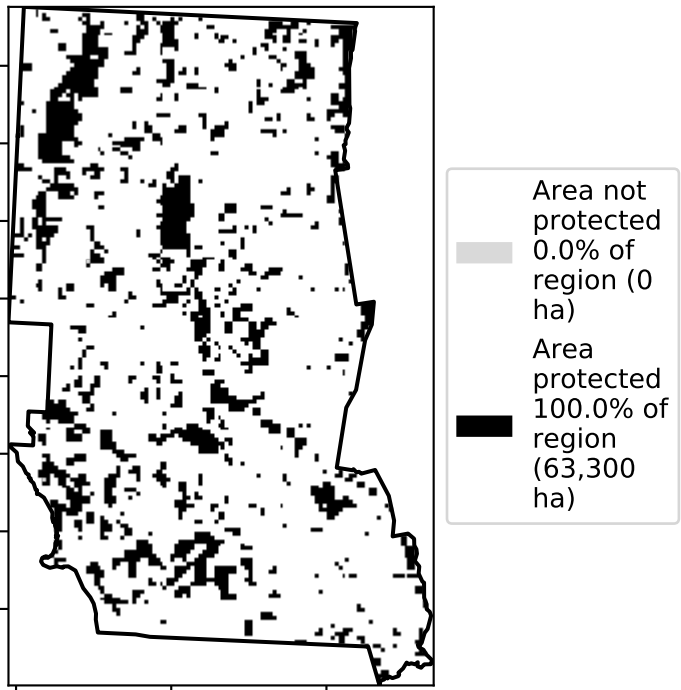 Area not
protected
0.0% of
region (0
ha)
Area
protected
100.0% of
region
(63,300
ha)